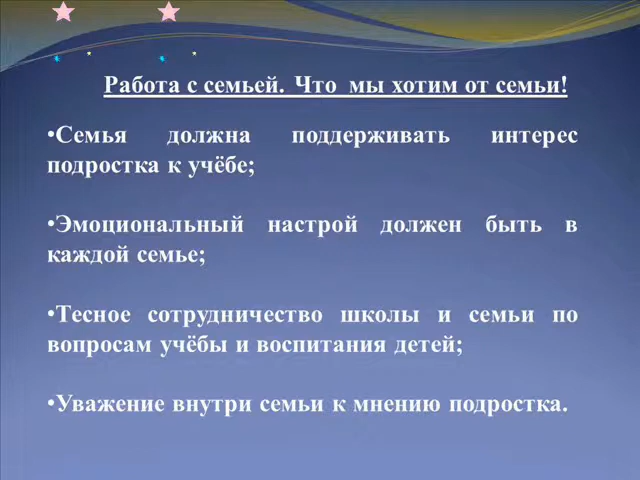 Работа с семьей. Что мы хотим от семьи!
•Семья должна поддерживать интерес
подростка к учёбе;
•Эмоциональный настрой должен быть в
каждой семье;
•Тесное сотрудничество школы и семьи по
вопросам учёбы и воспитания детей;
•Уважение внутри семьи к мнению подростка.